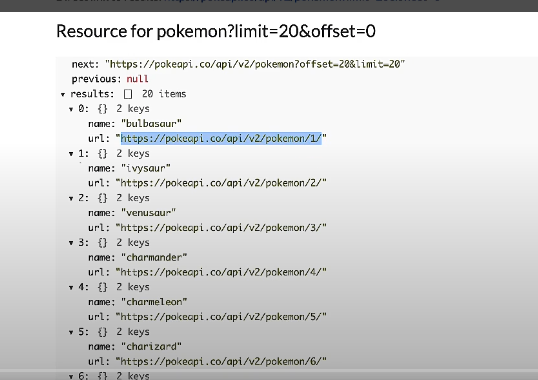 Resource for pokemon?limit=20&offset=0
next: "https://pokeapi.co/api/v2/pokemon?offset=20&limit=20"
previous: null
▾ results: [] 20 items
▾ 0: {} 2 keys
name: "bulbasaur"
url: "https://pokeapi.co/api/v2/pokemon/1/"
▾ 1: {} 2 keys
name: "ivysaur"
url: "https://pokeapi.co/api/v2/pokemon/2/"
▾ 2: {} 2 keys
name: "venusaur"
url: "https://pokeapi.co/api/v2/pokemon/3/"
▾ 3: {} 2 keys
name: "charmander"
url: "https://pokeapi.co/api/v2/pokemon/4/"
▾ 4: {} 2 keys
name: "charmeleon"
url: "https://pokeapi.co/api/v2/pokemon/5/"
▾ 5: {} 2 keys
name: "charizard"
url: "https://pokeapi.co/api/v2/pokemon/6/"
▾ 6: {} 2 keys